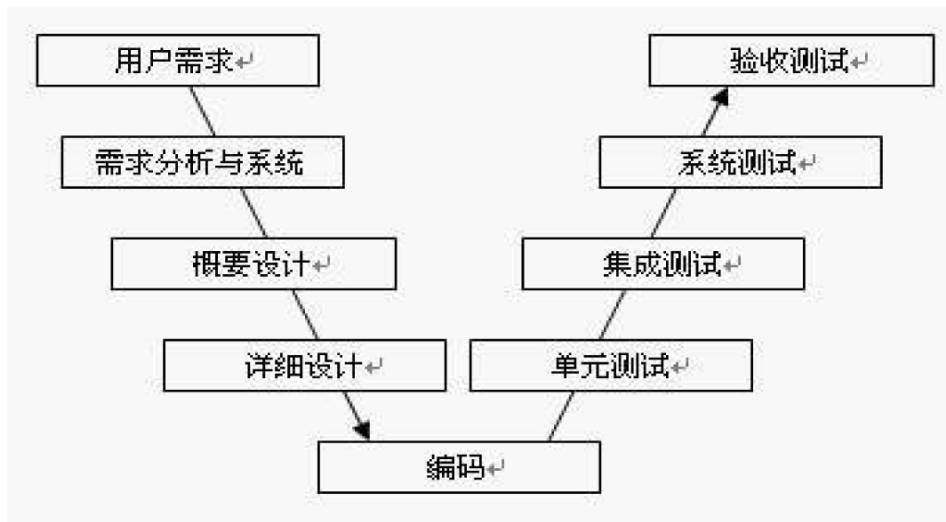 用户需求
验收测试
需求分析与系统
系统测试
概要设计
集成测试
详细设计
单元测试
编码